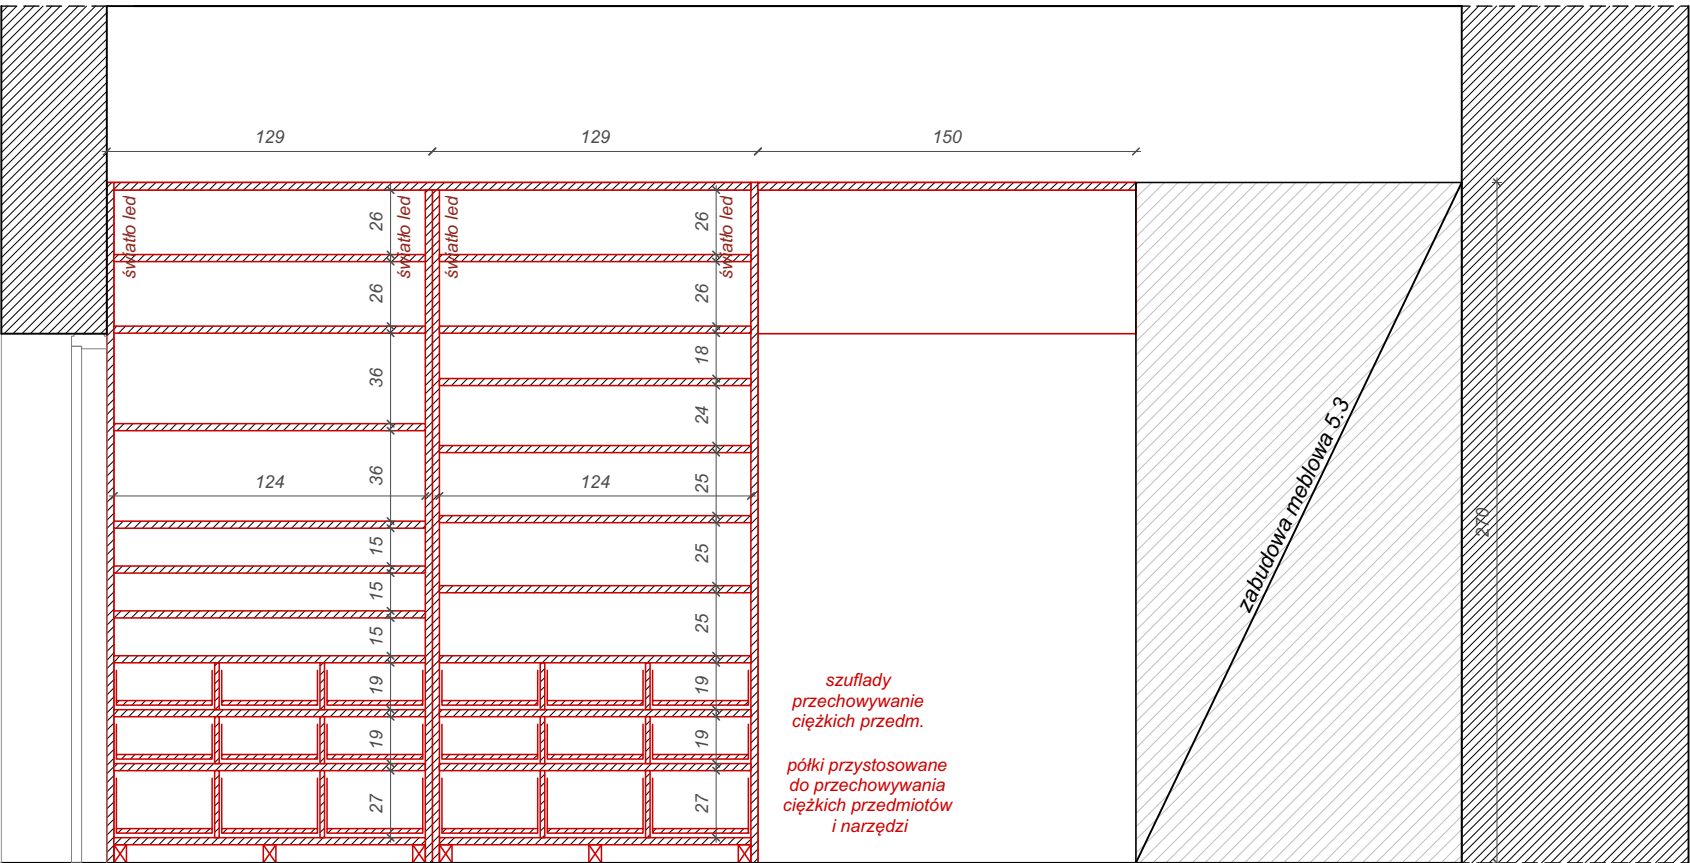 129
129
150
światło led
światło led
światło led
światło led
26
26
36
36
15
15
15
19
19
27
124
26
26
18
24
25
25
25
19
19
27
124
szuflady
przechowywanie
ciężkich przedm.
półki przystosowane
do przechowywania
ciężkich przedmiotów
i narzędzi
zabudowa meblowa 5.3
270